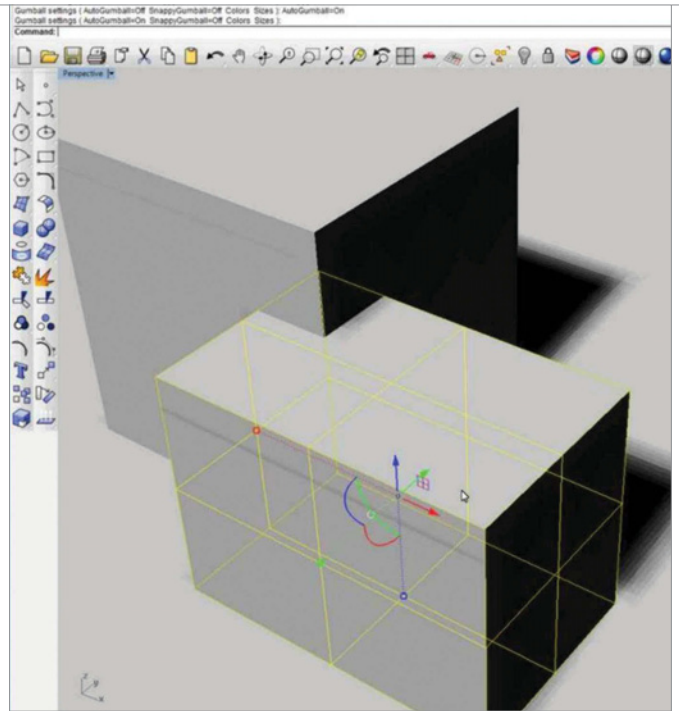 Gumball settings ( AutoGumball=Off SnappyGumball=Off Colors Sizes ): AutoGumball=On
Gumball settings ( AutoGumball=On SnappyGumball=Off Colors Sizes ):
Command:
Perspective
z
y
x